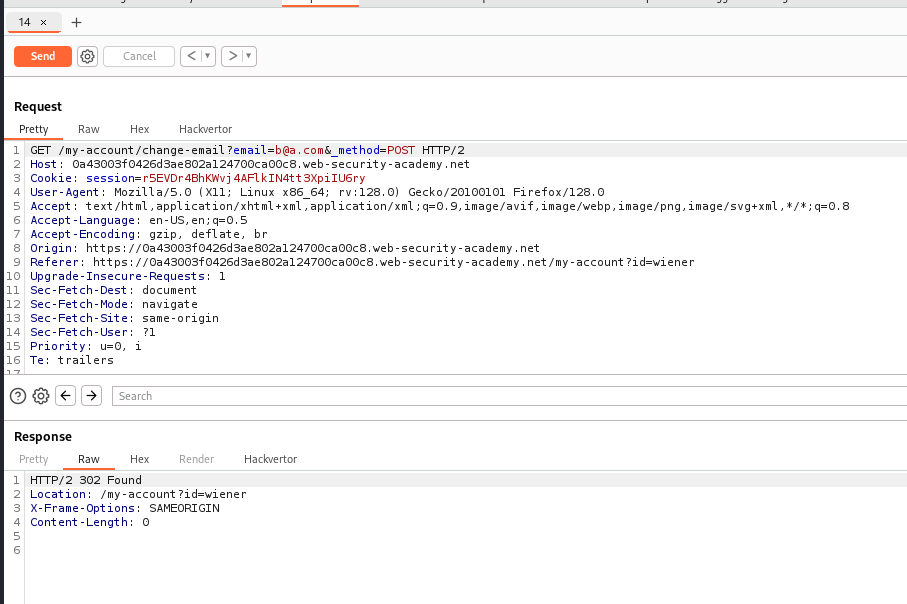 14 × +
Send Cancel < ▾ > ▾
Request
Pretty Raw Hex Hackvertor
1 GET /my-account/change-email?email=b@a.com&_method=POST HTTP/2
2 Host: 0a43003f0426d3ae802a124700ca00c8.web-security-academy.net
3 Cookie: session=r5EVDr4BhKWvj4AFlkIN4tt3XpiIU6ry
4 User-Agent: Mozilla/5.0 (X11; Linux x86_64; rv:128.0) Gecko/20100101 Firefox/128.0
5 Accept: text/html,application/xhtml+xml,application/xml;q=0.9,image/avif,image/webp,image/png,image/svg+xml,*/*;q=0.8
6 Accept-Language: en-US,en;q=0.5
7 Accept-Encoding: gzip, deflate, br
8 Origin: https://0a43003f0426d3ae802a124700ca00c8.web-security-academy.net
9 Referer: https://0a43003f0426d3ae802a124700ca00c8.web-security-academy.net/my-account?id=wiener
10 Upgrade-Insecure-Requests: 1
11 Sec-Fetch-Dest: document
12 Sec-Fetch-Mode: navigate
13 Sec-Fetch-Site: same-origin
14 Sec-Fetch-User: ?1
15 Priority: u=0, i
16 Te: trailers
17
? ← → Search
Response
Pretty Raw Hex Render Hackvertor
1 HTTP/2 302 Found
2 Location: /my-account?id=wiener
3 X-Frame-Options: SAMEORIGIN
4 Content-Length: 0
5
6